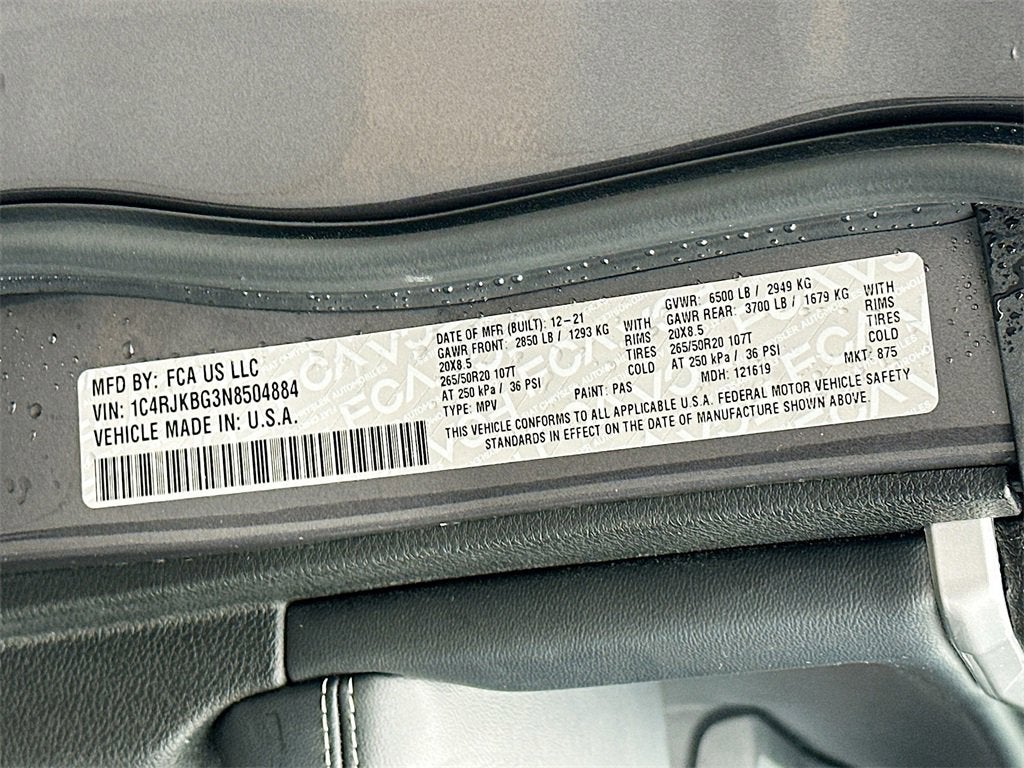 MFD BY: FCA US LLC
VIN: 1C4RJKBG3N8504884
VEHICLE MADE IN: U.S.A.
DATE OF MFR (BUILT): 12-21
GAWR FRONT: 2850 LB / 1293 KG WITH
20X8.5 RIMS
265/50R20 107T TIRES
AT 250 kPa / 36 PSI COLD
TYPE: MPV PAINT: PAS
GVWR: 6500 LB / 2949 KG
GAWR REAR: 3700 LB / 1679 KG WITH
20X8.5 RIMS
265/50R20 107T TIRES
AT 250 kPa / 36 PSI COLD
MDH: 121619 MKT: 875
THIS VEHICLE CONFORMS TO ALL APPLICABLE U.S.A. FEDERAL MOTOR VEHICLE SAFETY
STANDARDS IN EFFECT ON THE DATE OF MANUFACTURE SHOWN ABOVE.